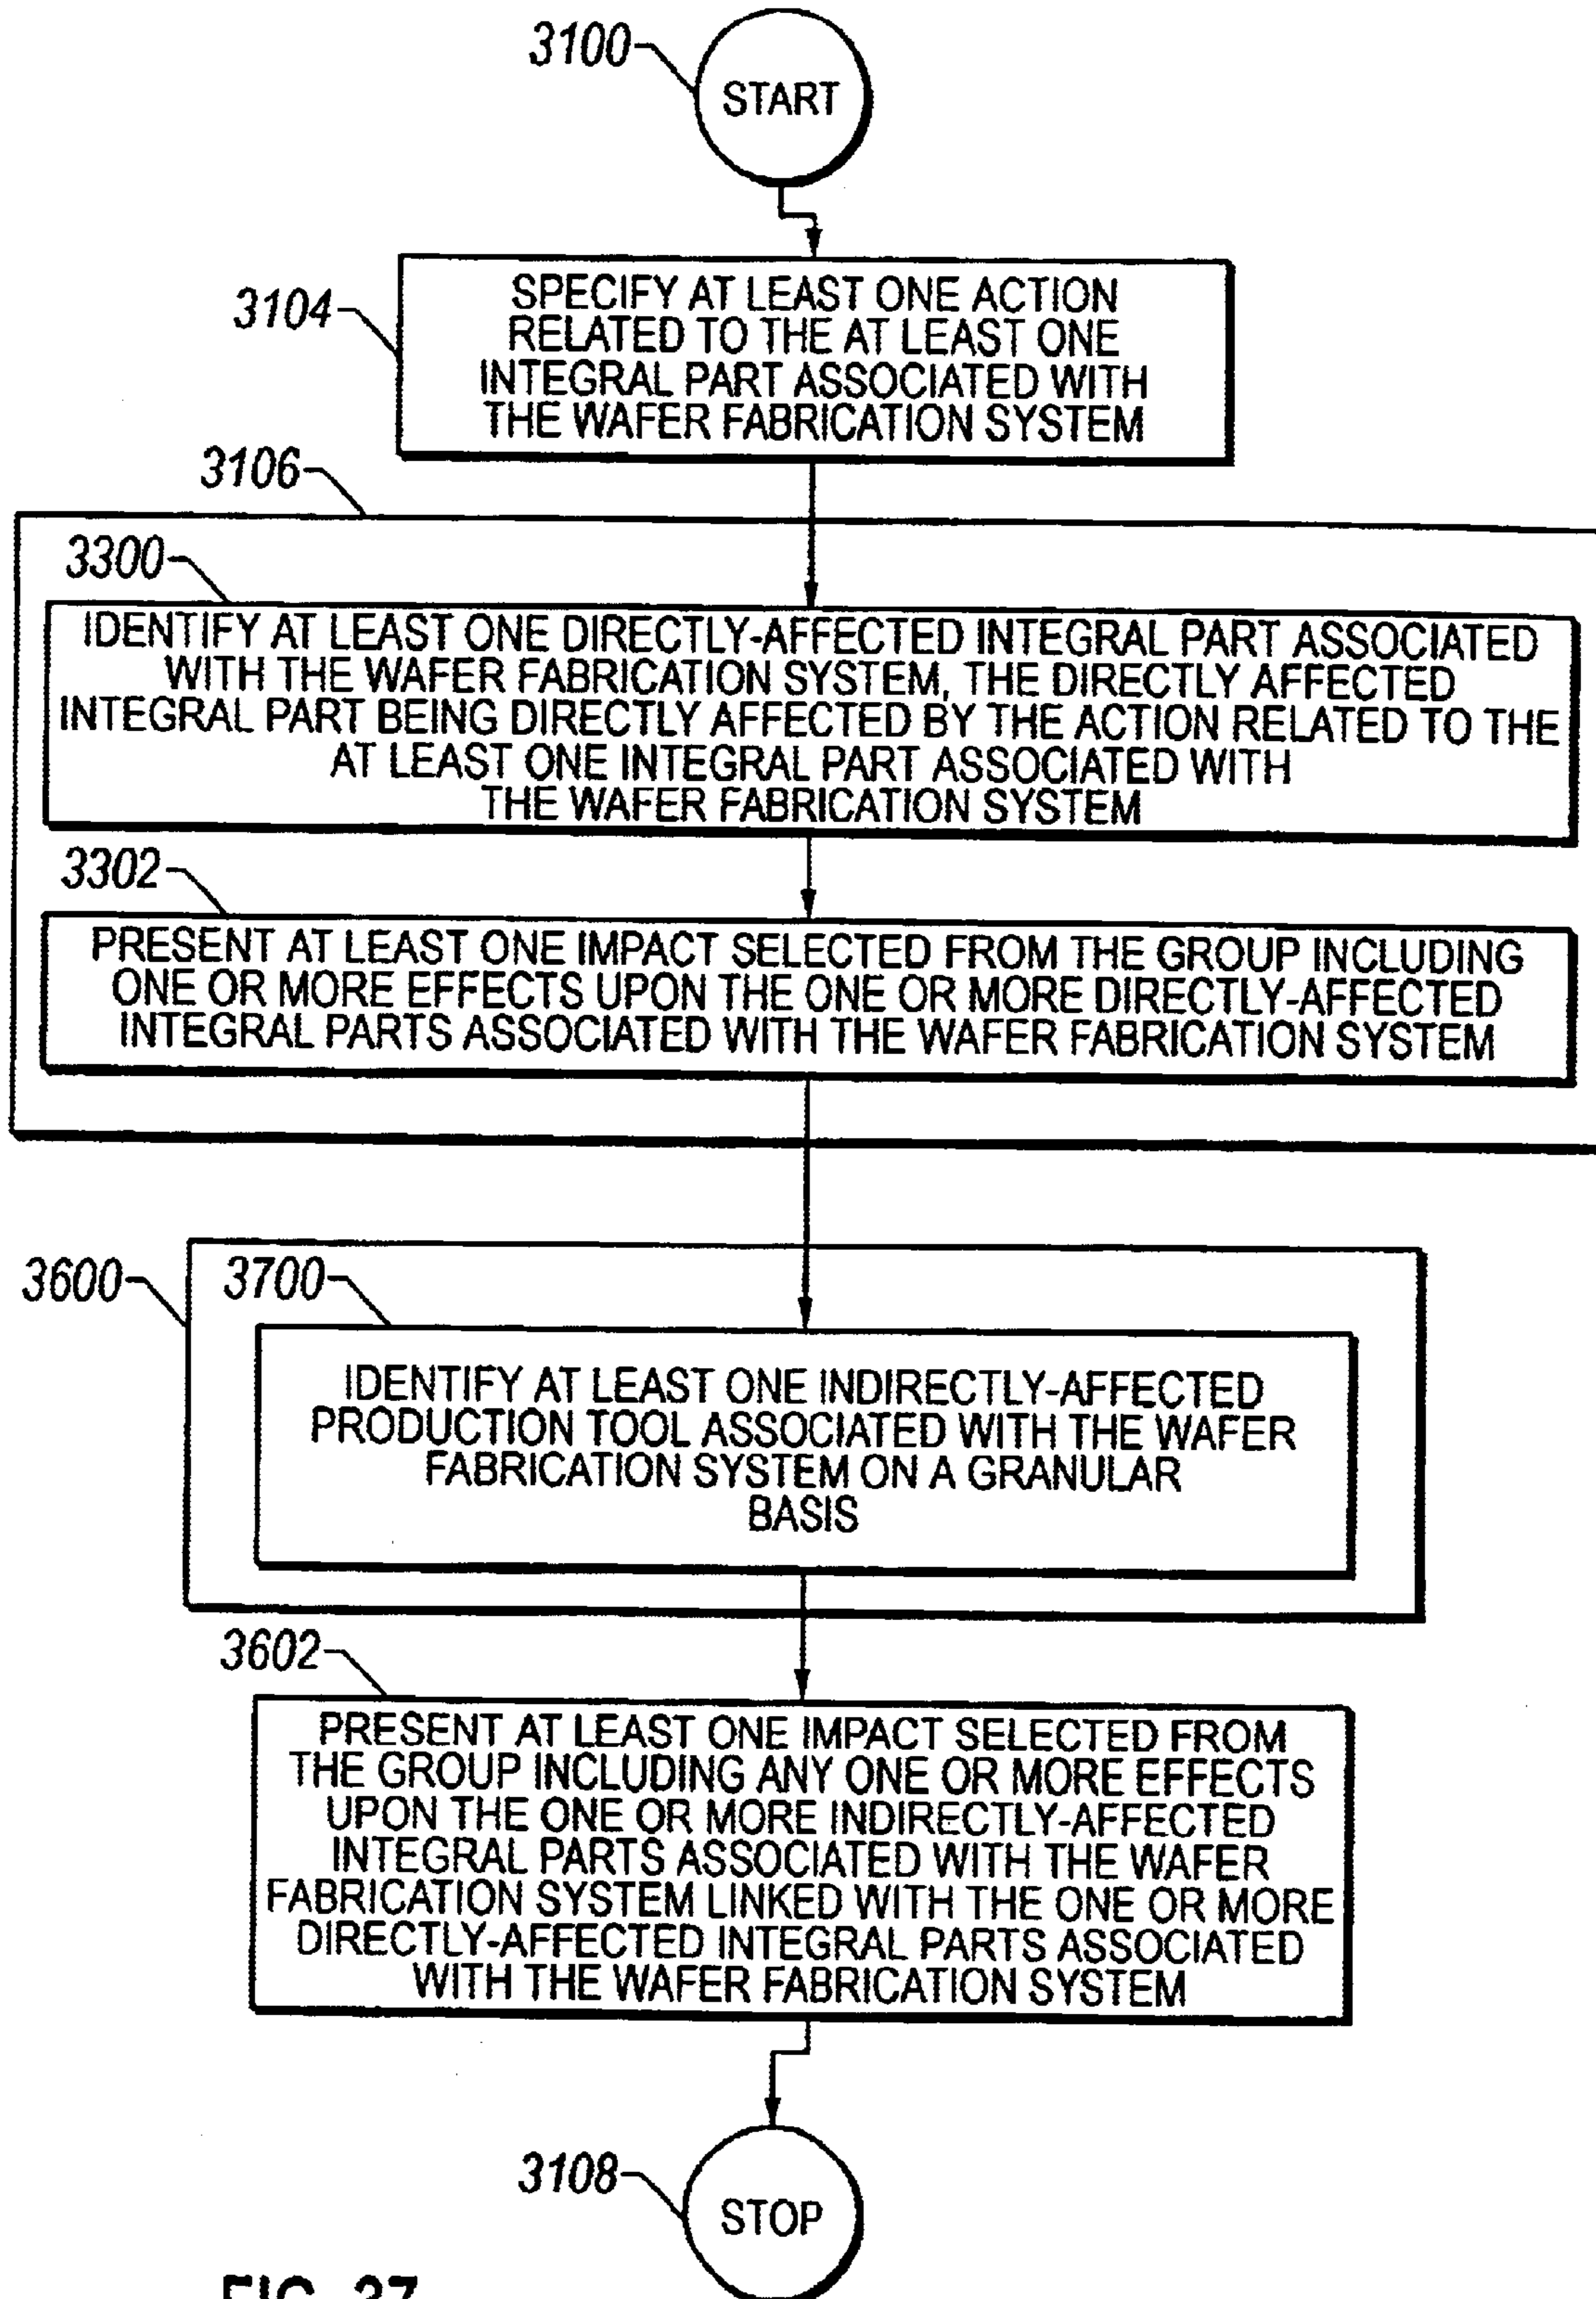 3100
START
3104
SPECIFY AT LEAST ONE ACTION
RELATED TO THE AT LEAST ONE
INTEGRAL PART ASSOCIATED WITH
THE WAFER FABRICATION SYSTEM
3106
3300
IDENTIFY AT LEAST ONE DIRECTLY-AFFECTED INTEGRAL PART ASSOCIATED
WITH THE WAFER FABRICATION SYSTEM, THE DIRECTLY AFFECTED
INTEGRAL PART BEING DIRECTLY AFFECTED BY THE ACTION RELATED TO THE
AT LEAST ONE INTEGRAL PART ASSOCIATED WITH
THE WAFER FABRICATION SYSTEM
3302
PRESENT AT LEAST ONE IMPACT SELECTED FROM THE GROUP INCLUDING
ONE OR MORE EFFECTS UPON THE ONE OR MORE DIRECTLY-AFFECTED
INTEGRAL PARTS ASSOCIATED WITH THE WAFER FABRICATION SYSTEM
3600
3700
IDENTIFY AT LEAST ONE INDIRECTLY-AFFECTED
PRODUCTION TOOL ASSOCIATED WITH THE WAFER
FABRICATION SYSTEM ON A GRANULAR
BASIS
3602
PRESENT AT LEAST ONE IMPACT SELECTED FROM
THE GROUP INCLUDING ANY ONE OR MORE EFFECTS
UPON THE ONE OR MORE INDIRECTLY-AFFECTED
INTEGRAL PARTS ASSOCIATED WITH THE WAFER
FABRICATION SYSTEM LINKED WITH THE ONE OR MORE
DIRECTLY-AFFECTED INTEGRAL PARTS ASSOCIATED
WITH THE WAFER FABRICATION SYSTEM
3108
STOP
FIG. 37